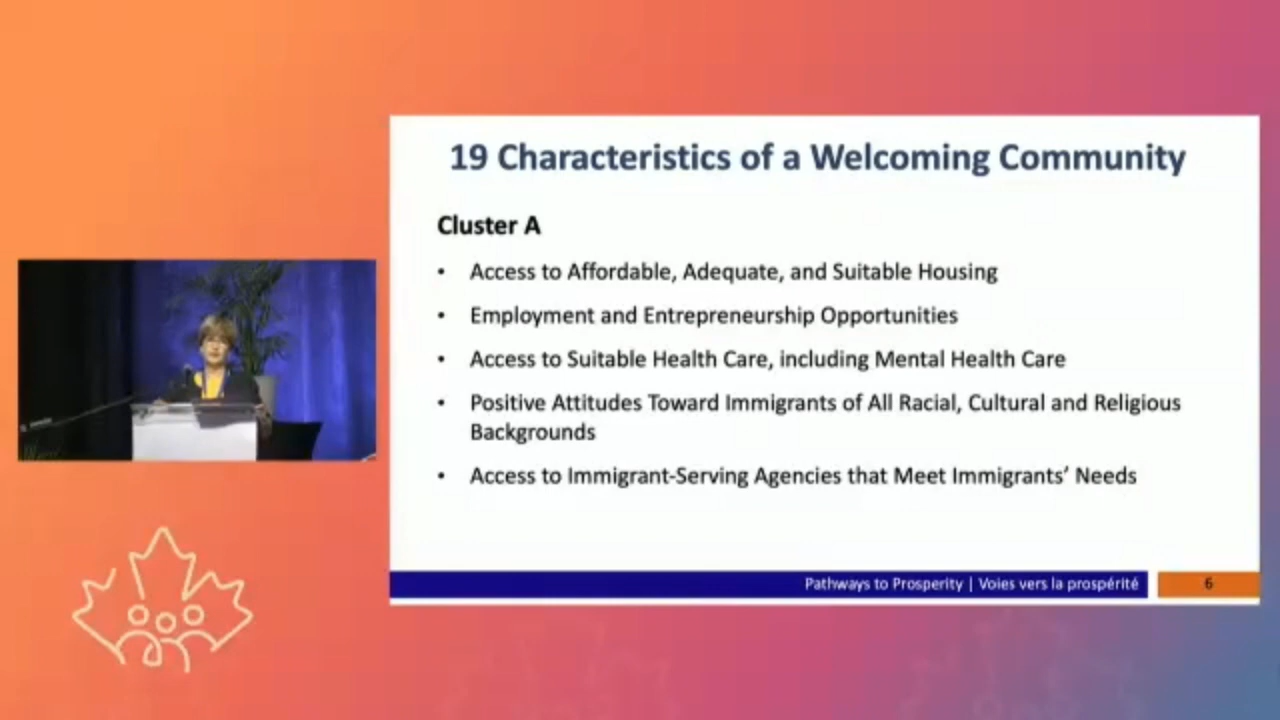 19 Characteristics of a Welcoming Community
Cluster A
• Access to Affordable, Adequate, and Suitable Housing
• Employment and Entrepreneurship Opportunities
• Access to Suitable Health Care, including Mental Health Care
• Positive Attitudes Toward Immigrants of All Racial, Cultural and Religious
Backgrounds
• Access to Immigrant-Serving Agencies that Meet Immigrants’ Needs
Pathways to Prosperity | Voies vers la prospérité
6